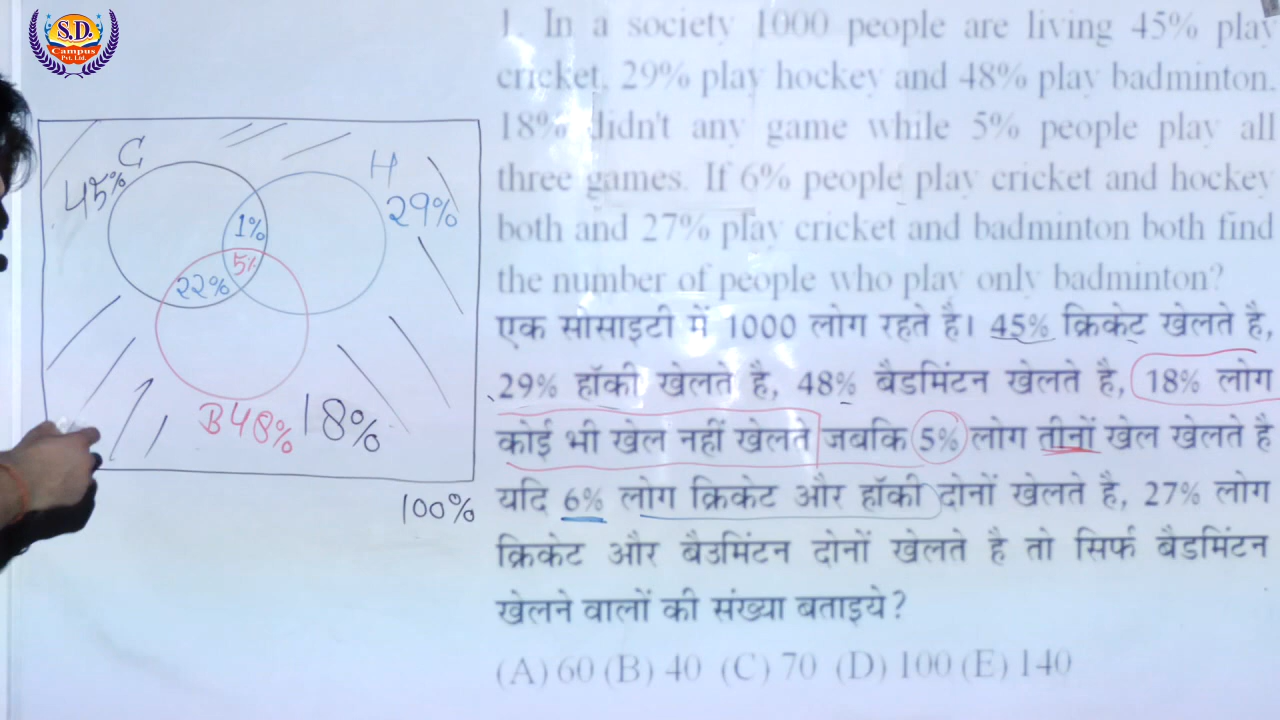 S.D.
Campus
Pvt. Ltd.
1. In a society 1000 people are living 45% play
cricket, 29% play hockey and 48% play badminton.
18% didn't any game while 5% people play all
three games. If 6% people play cricket and hockey
both and 27% play cricket and badminton both find
the number of people who play only badminton?
एक सोसाइटी में 1000 लोग रहते है। 45% क्रिकेट खेलते है,
29% हॉकी खेलते है, 48% बैडमिंटन खेलते है, 18% लोग
कोई भी खेल नहीं खेलते जबकि 5% लोग तीनों खेल खेलते है
यदि 6% लोग क्रिकेट और हॉकी दोनों खेलते है, 27% लोग
क्रिकेट और बैउमिंटन दोनों खेलते है तो सिर्फ बैडमिंटन
खेलने वालों की संख्या बताइये?
(A) 60 (B) 40 (C) 70 (D) 100 (E) 140
C
45%
H
29%
1%
5%
22%
B 48%
18%
100%